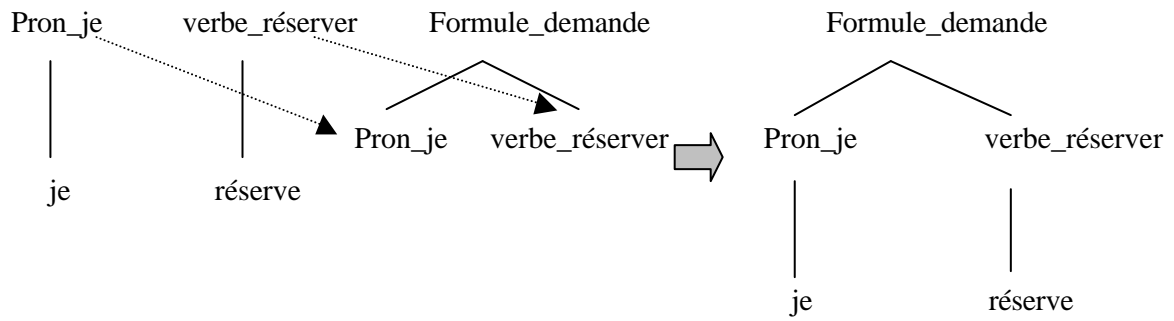 Pron_je verbe_réserver Formule_demande Formule_demande
Pron_je verbe_réserver Pron_je verbe_réserver
je réserve
je réserve